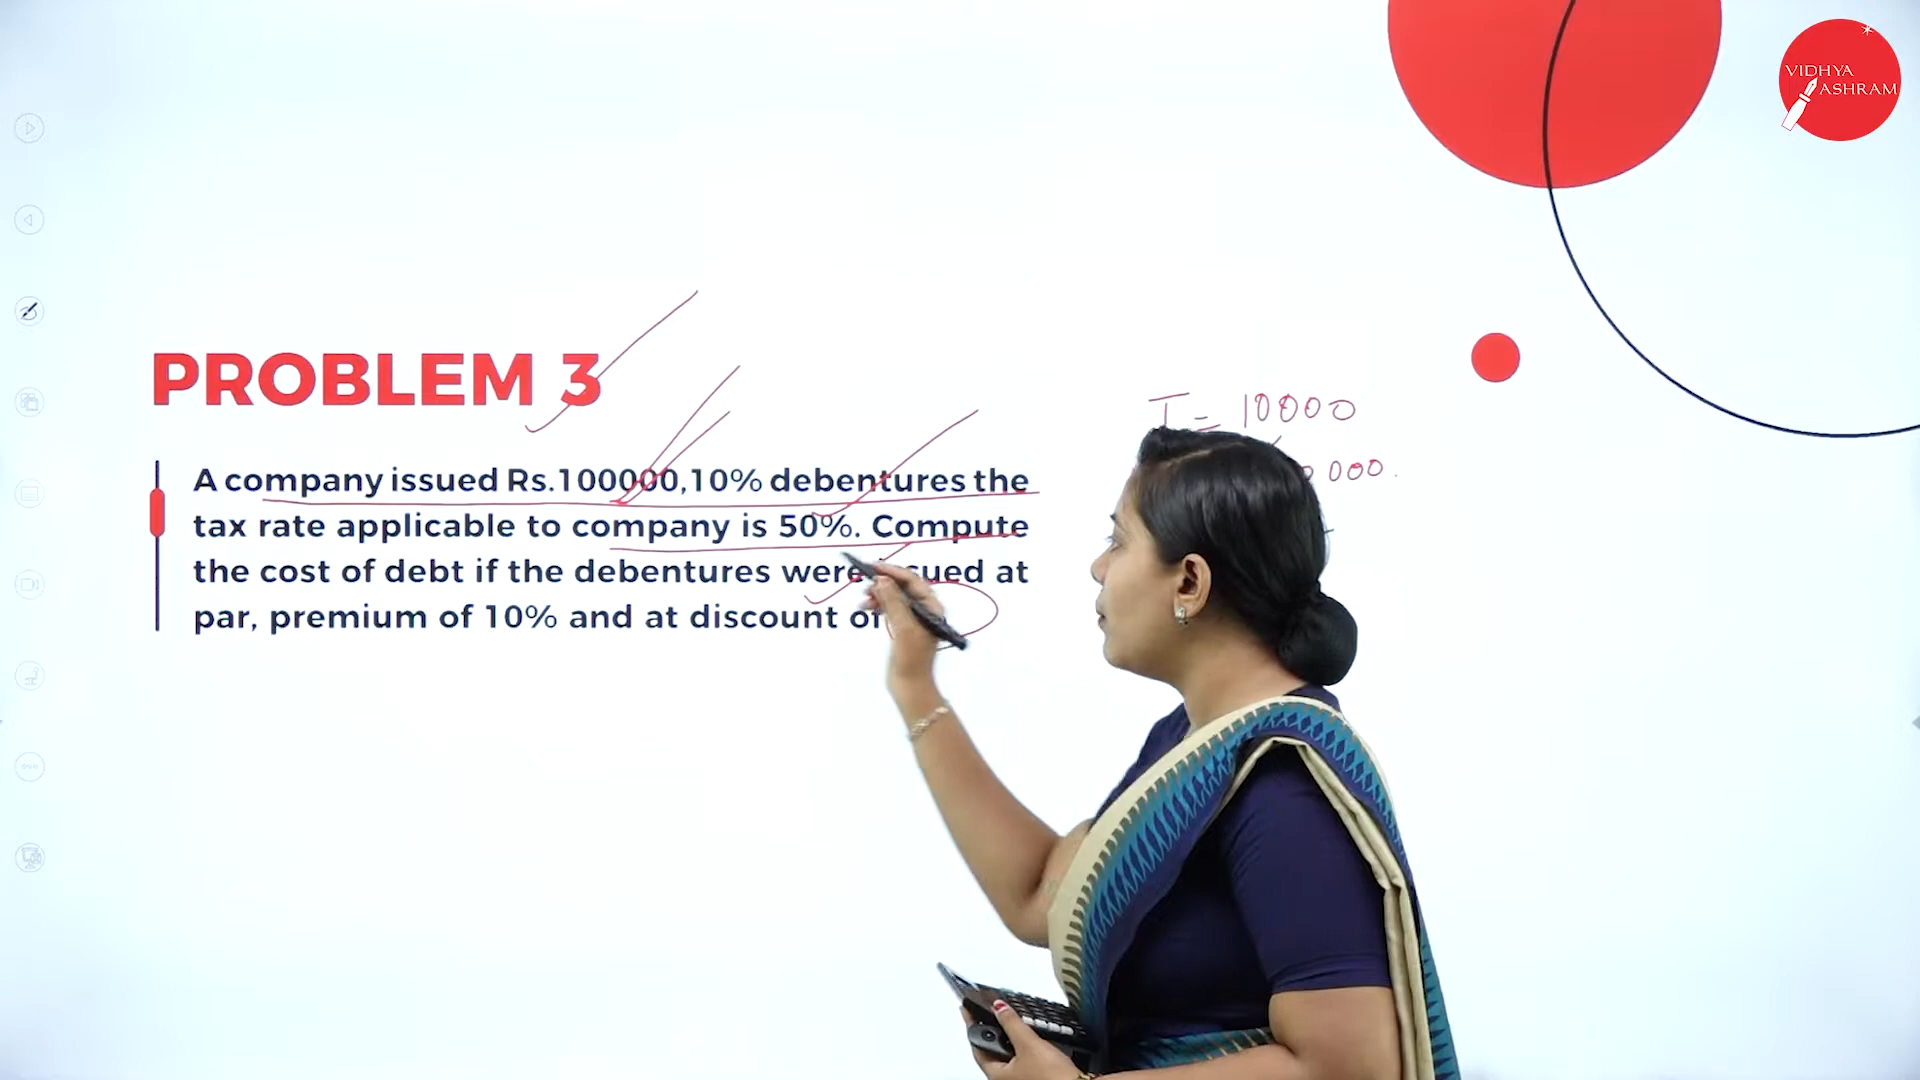 VIDHYA
ASHRAM
PROBLEM 3
A company issued Rs.100000,10% debentures the
tax rate applicable to company is 50%. Compute
the cost of debt if the debentures were issued at
par, premium of 10% and at discount of
I = 10000
000.